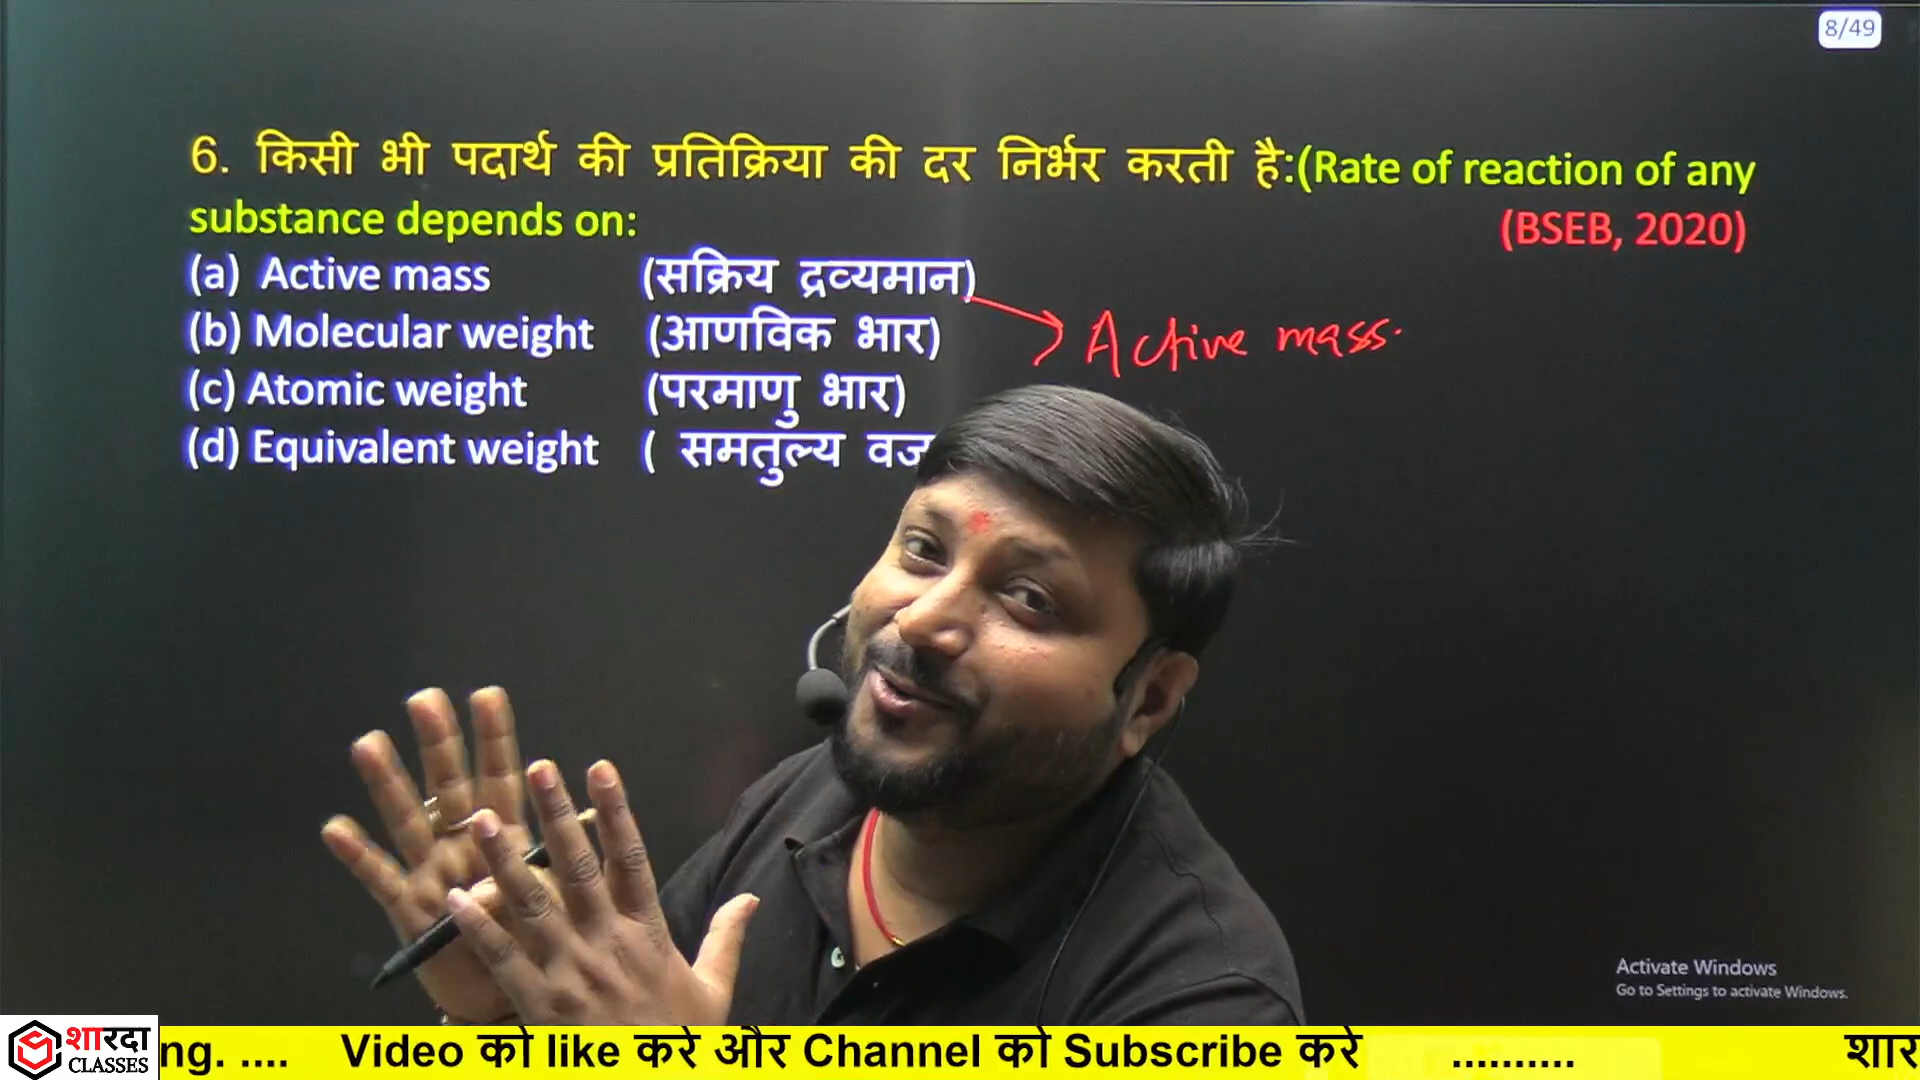 8/49
6. किसी भी पदार्थ की प्रतिक्रिया की दर निर्भर करती है:(Rate of reaction of any
substance depends on:
(BSEB, 2020)
(a) Active mass (सक्रिय द्रव्यमान)
(b) Molecular weight (आणविक भार)
Active mass.
(c) Atomic weight (परमाणु भार)
(d) Equivalent weight ( समतुल्य
Activate Windows
Go to Settings to activate Windows.
शारदा
CLASSES
ng. .... Video को like करे और Channel को Subscribe करे .......... शार